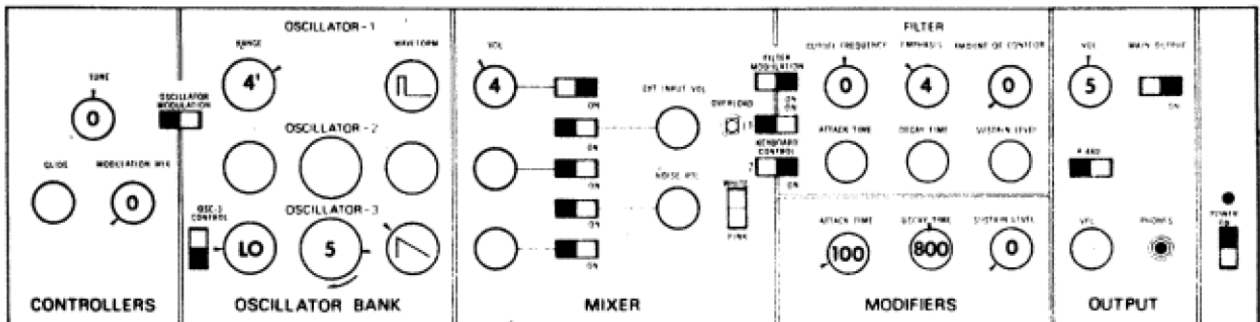 OSCILLATOR - 1
RANGE
WAVEFORM
4'
TUNE
0
OSCILLATOR
MODULATION
OSCILLATOR - 2
GLIDE
MODULATION MIX
0
OSC-3
CONTROL
OSCILLATOR-3
LO
5
CONTROLLERS
OSCILLATOR BANK
VOL
4
ON
EXT INPUT VOL
OVERLOAD
ON
ON
NOISE VOL
WHITE
ON
PINK
ON
MIXER
FILTER
FILTER
MODULATION
CUTOFF FREQUENCY
EMPHASIS
AMOUNT OF CONTOUR
0
4
0
ON
ON
1
KEYBOARD
CONTROL
2
ON
ATTACK TIME
DECAY TIME
SUSTAIN LEVEL
ATTACK TIME
DECAY TIME
SUSTAIN LEVEL
100
800
0
MODIFIERS
VOL
MAIN OUTPUT
5
ON
A 440
VOL
PHONES
OUTPUT
POWER
ON